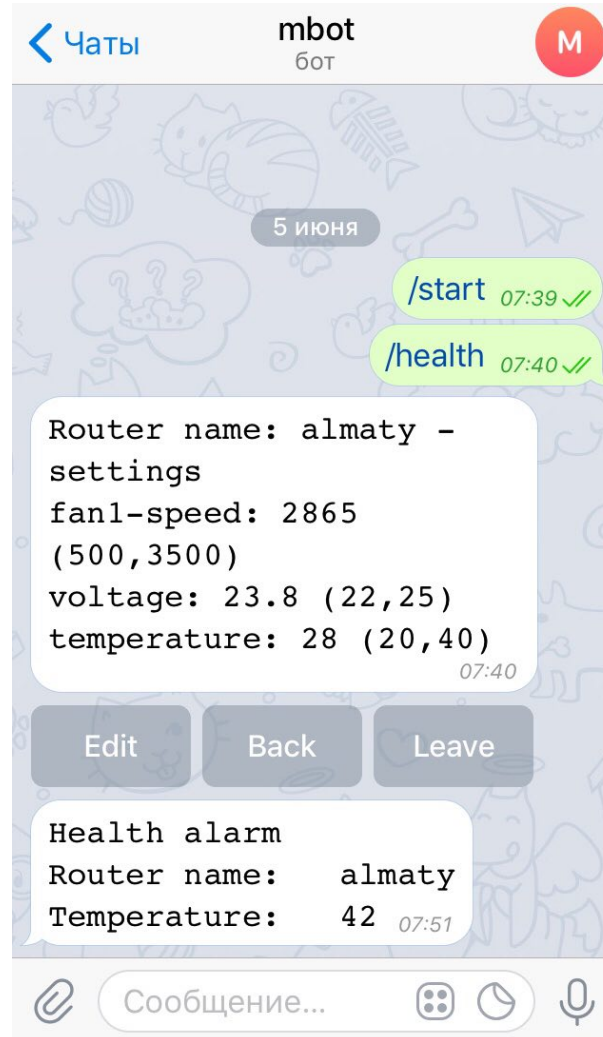 Чаты
mbot
бот
M
5 июня
/start 07:39
/health 07:40
Router name: almaty -
settings
fan1-speed: 2865
(500,3500)
voltage: 23.8 (22,25)
temperature: 28 (20,40)
07:40
Edit Back Leave
Health alarm
Router name: almaty
Temperature: 42 07:51
Сообщение...